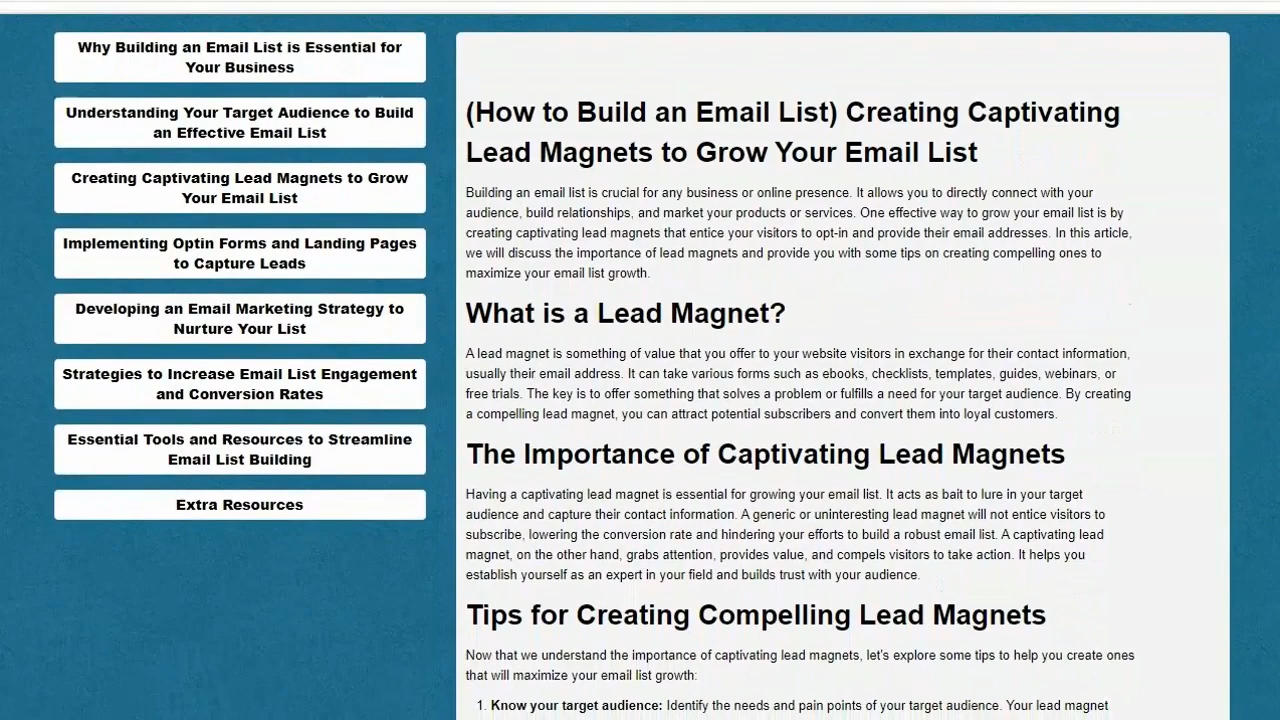 Why Building an Email List is Essential for
Your Business
Understanding Your Target Audience to Build
an Effective Email List
Creating Captivating Lead Magnets to Grow
Your Email List
Implementing Optin Forms and Landing Pages
to Capture Leads
Developing an Email Marketing Strategy to
Nurture Your List
Strategies to Increase Email List Engagement
and Conversion Rates
Essential Tools and Resources to Streamline
Email List Building
Extra Resources
(How to Build an Email List) Creating Captivating
Lead Magnets to Grow Your Email List
Building an email list is crucial for any business or online presence. It allows you to directly connect with your
audience, build relationships, and market your products or services. One effective way to grow your email list is by
creating captivating lead magnets that entice your visitors to opt-in and provide their email addresses. In this article,
we will discuss the importance of lead magnets and provide you with some tips on creating compelling ones to
maximize your email list growth.
What is a Lead Magnet?
A lead magnet is something of value that you offer to your website visitors in exchange for their contact information,
usually their email address. It can take various forms such as ebooks, checklists, templates, guides, webinars, or
free trials. The key is to offer something that solves a problem or fulfills a need for your target audience. By creating
a compelling lead magnet, you can attract potential subscribers and convert them into loyal customers.
The Importance of Captivating Lead Magnets
Having a captivating lead magnet is essential for growing your email list. It acts as bait to lure in your target
audience and capture their contact information. A generic or uninteresting lead magnet will not entice visitors to
subscribe, lowering the conversion rate and hindering your efforts to build a robust email list. A captivating lead
magnet, on the other hand, grabs attention, provides value, and compels visitors to take action. It helps you
establish yourself as an expert in your field and builds trust with your audience.
Tips for Creating Compelling Lead Magnets
Now that we understand the importance of captivating lead magnets, let's explore some tips to help you create ones
that will maximize your email list growth:
1. Know your target audience: Identify the needs and pain points of your target audience. Your lead magnet